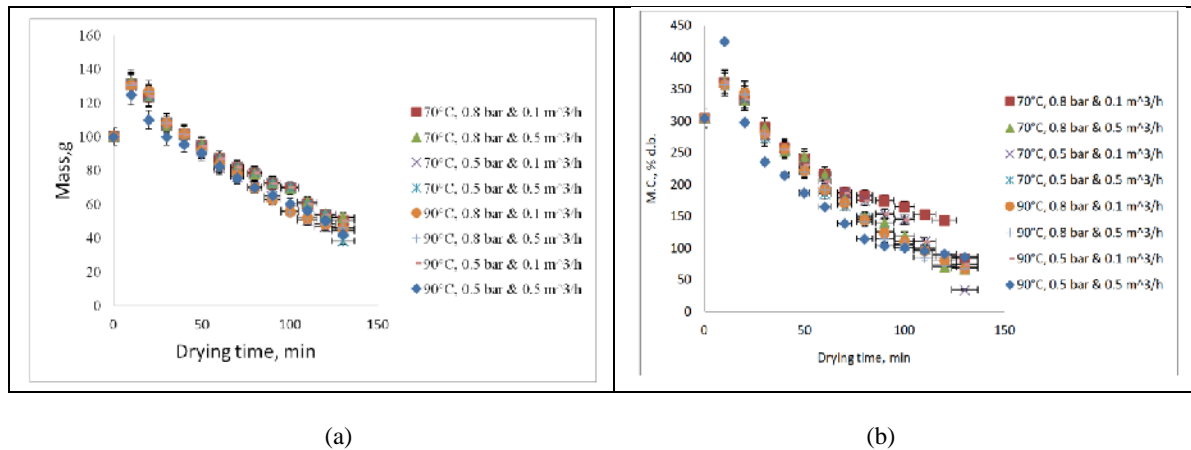 160
140
120
100
80
60
40
20
0
Mass,g
0 50 100 150
Drying time, min
70°C, 0.8 bar & 0.1 m^3/h
70°C, 0.8 bar & 0.5 m^3/h
70°C, 0.5 bar & 0.1 m^3/h
70°C, 0.5 bar & 0.5 m^3/h
90°C, 0.8 bar & 0.1 m^3/h
90°C, 0.8 bar & 0.5 m^3/h
90°C, 0.5 bar & 0.1 m^3/h
90°C, 0.5 bar & 0.5 m^3/h
(a)
450
400
350
300
250
200
150
100
50
0
M.C., % d.b.
0 50 100 150
Drying time, min
70°C, 0.8 bar & 0.1 m^3/h
70°C, 0.8 bar & 0.5 m^3/h
70°C, 0.5 bar & 0.1 m^3/h
70°C, 0.5 bar & 0.5 m^3/h
90°C, 0.8 bar & 0.1 m^3/h
90°C, 0.8 bar & 0.5 m^3/h
90°C, 0.5 bar & 0.1 m^3/h
90°C, 0.5 bar & 0.5 m^3/h
(b)